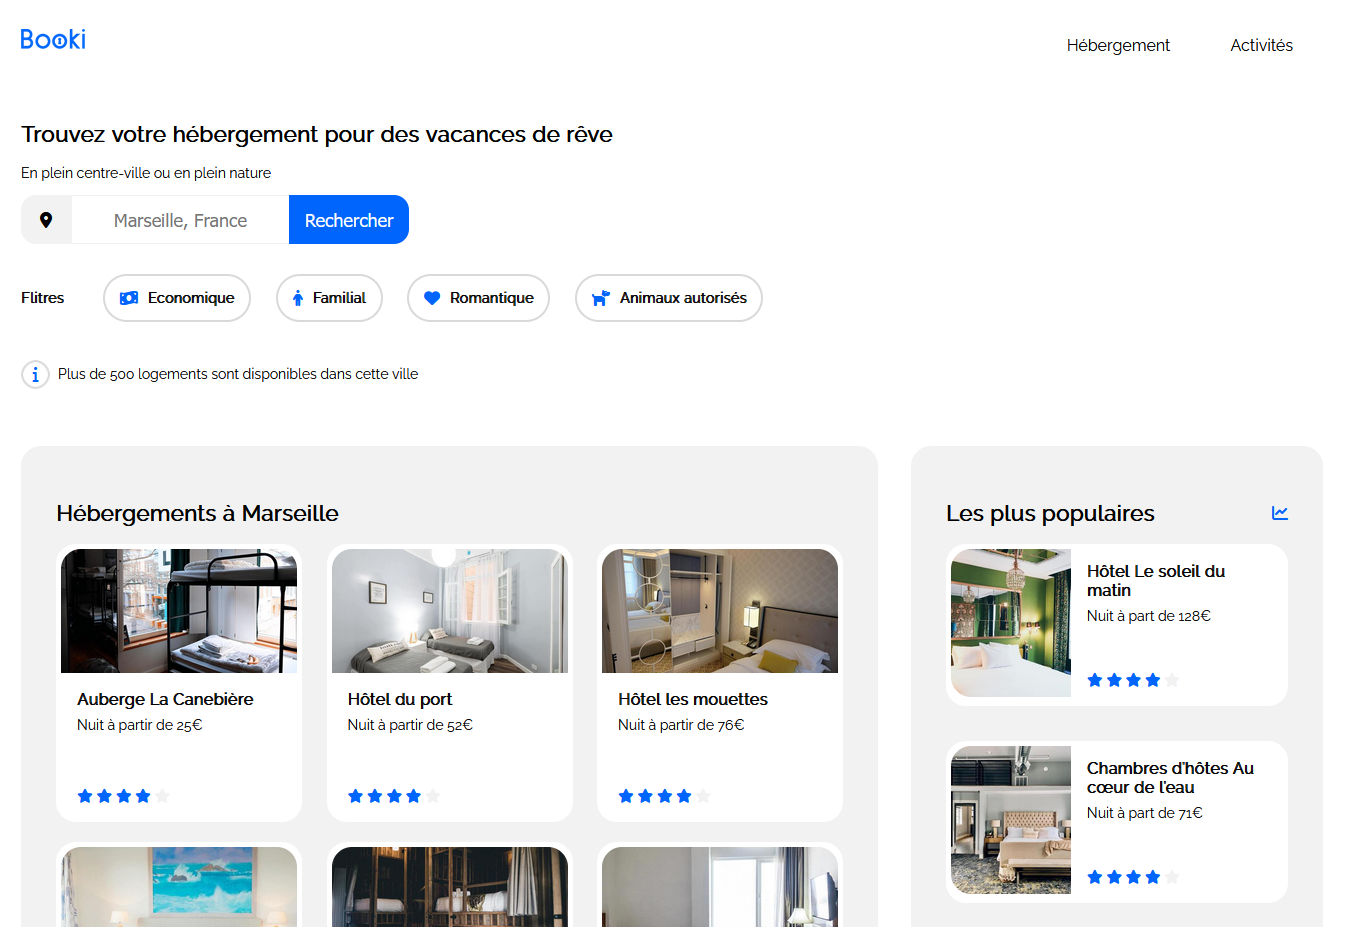 Booki
Hébergement
Activités
Trouvez votre hébergement pour des vacances de rêve
En plein centre-ville ou en plein nature
Marseille, France
Rechercher
Flitres
Economique
Familial
Romantique
Animaux autorisés
Plus de 500 logements sont disponibles dans cette ville
Hébergements à Marseille
Auberge La Canebière
Nuit à partir de 25€
Hôtel du port
Nuit à partir de 52€
Hôtel les mouettes
Nuit à partir de 76€
Les plus populaires
Hôtel Le soleil du
matin
Nuit à part de 128€
Chambres d'hôtes Au
cœur de l'eau
Nuit à part de 71€